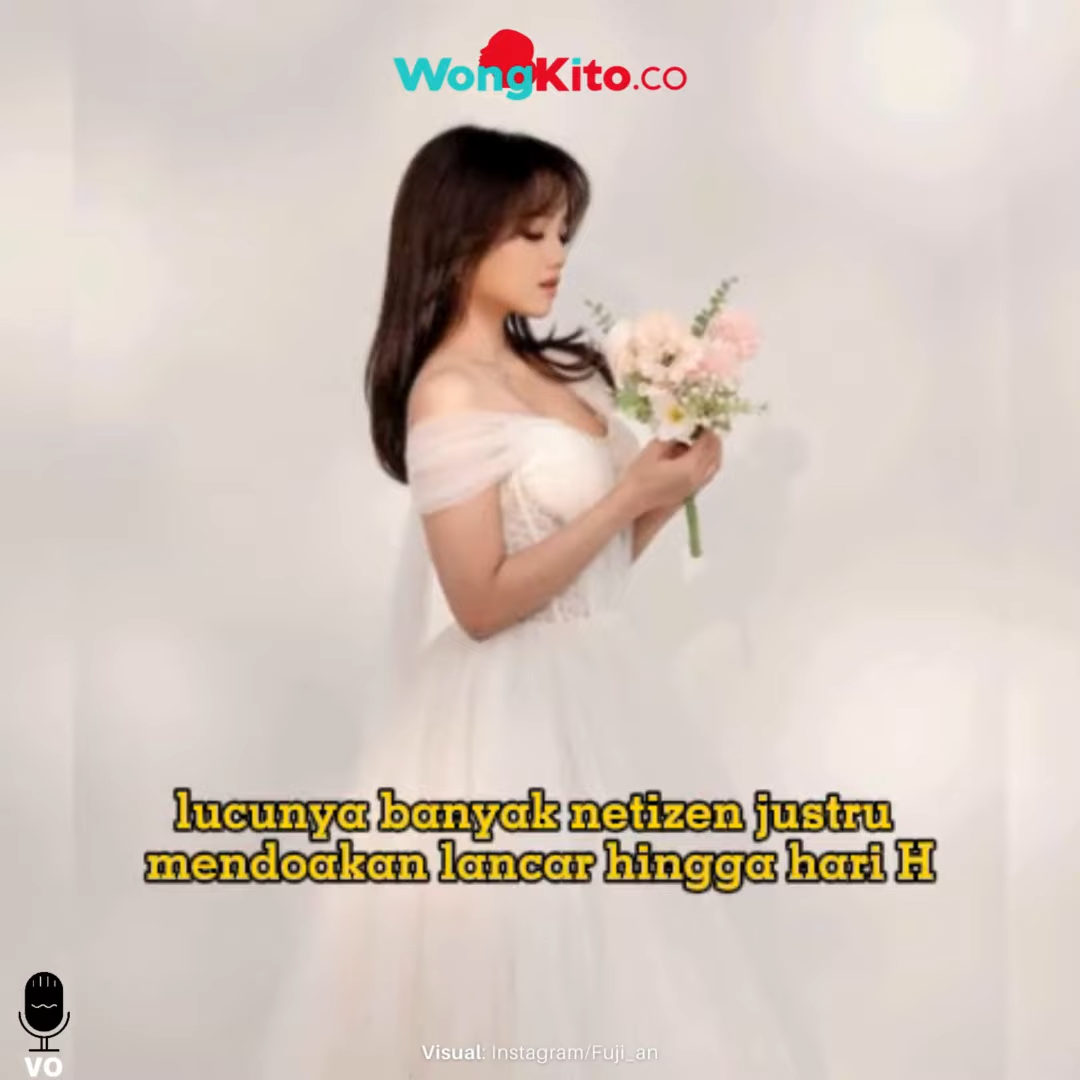 WongKito.co
lucunya banyak netizen justru
mendoakan lancar hingga hari H
VO
Visual: Instagram/Fuji_an